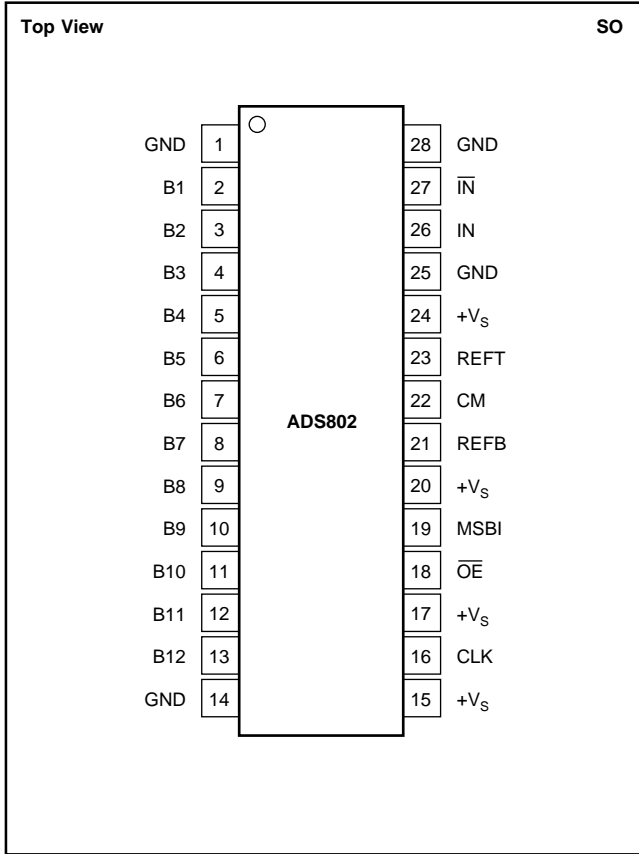 Top View SO
GND 1 28 GND
B1 2 27 I̅N̅
B2 3 26 IN
B3 4 25 GND
B4 5 24 +VS
B5 6 23 REFT
B6 7 22 CM
ADS802
B7 8 21 REFB
B8 9 20 +VS
B9 10 19 MSBI
B10 11 18 O̅E̅
B11 12 17 +VS
B12 13 16 CLK
GND 14 15 +VS